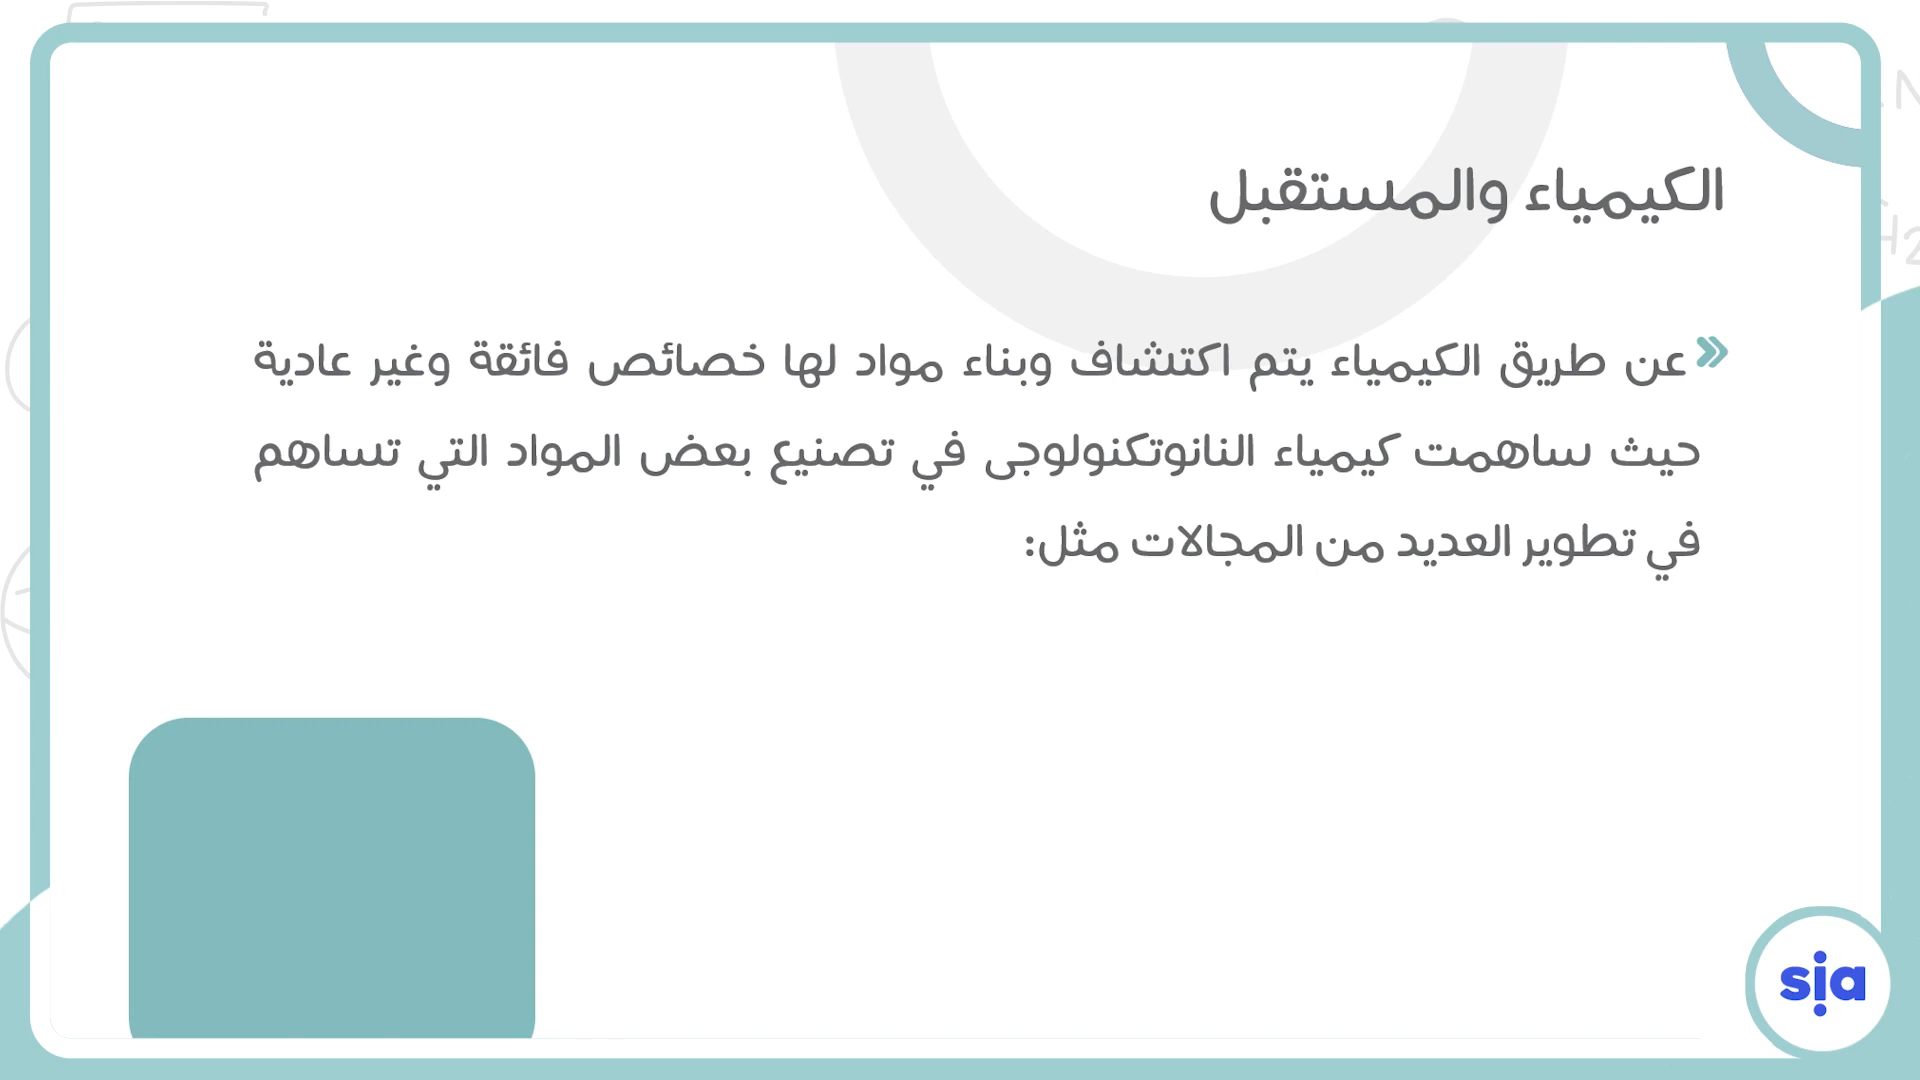 الكيمياء والمستقبل
عن طريق الكيمياء يتم اكتشاف وبناء مواد لها خصائص فائقة وغير عادية
حيث ساهمت كيمياء النانوتكنولوجى في تصنيع بعض المواد التي تساهم
في تطوير العديد من المجالات مثل:
sia